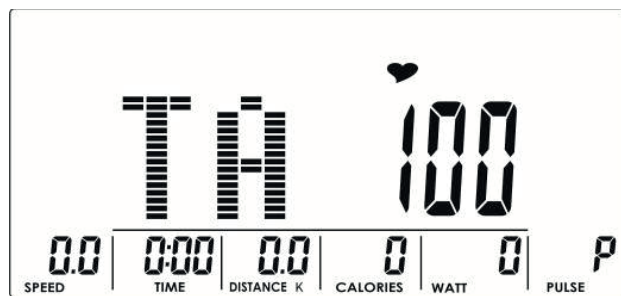 TA 100
0.0 0:00 0.0 0 0 P
SPEED TIME DISTANCE K CALORIES WATT PULSE